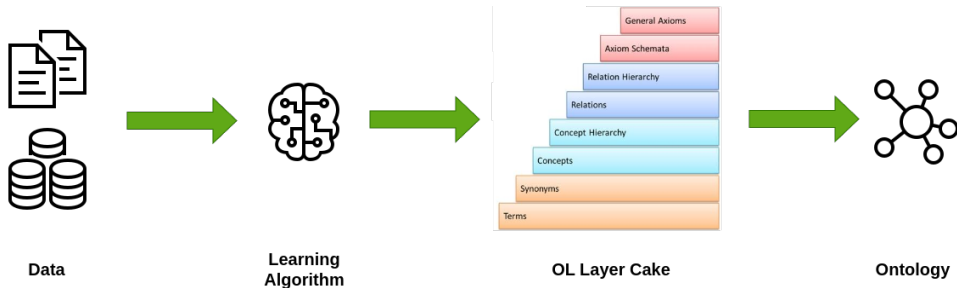 General Axioms
Axiom Schemata
Relation Hierarchy
Relations
Concept Hierarchy
Concepts
Synonyms
Terms
Data
Learning
Algorithm
OL Layer Cake
Ontology